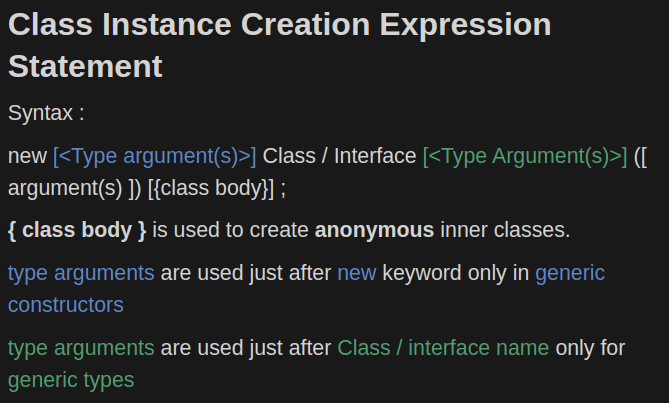 Class Instance Creation Expression
Statement
Syntax :
new [<Type argument(s)>] Class / Interface [<Type Argument(s)>] ([
argument(s) ]) [{class body}] ;
{ class body } is used to create anonymous inner classes.
type arguments are used just after new keyword only in generic
constructors
type arguments are used just after Class / interface name only for
generic types